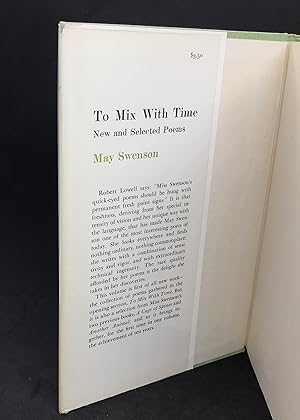 $3.50
To Mix With Time
New and Selected Poems
May Swenson
Robert Lowell says: "Miss Swenson's
quick-eyed poems should be hung with
permanent fresh paint signs." It is that
freshness, deriving from her special in-
tensity of vision and her unique way with
the language, that has made May Swen-
son one of the most interesting poets of
today. She looks everywhere and finds
nothing ordinary, nothing commonplace;
she writes with a combination of sensi-
tivity and vigor, and with extraordinary
technical ingenuity. The rare quality
afforded by her poems is the delight she
takes in her discoveries.
This volume is first of all new work—
the collection of poems gathered in the
opening section, To Mix With Time. But
it is also a selection from Miss Swenson's
two previous books, A Cage of Spines and
Another Animal; and so it brings to-
gether, for the first time in one volume,
the achievement of ten years.